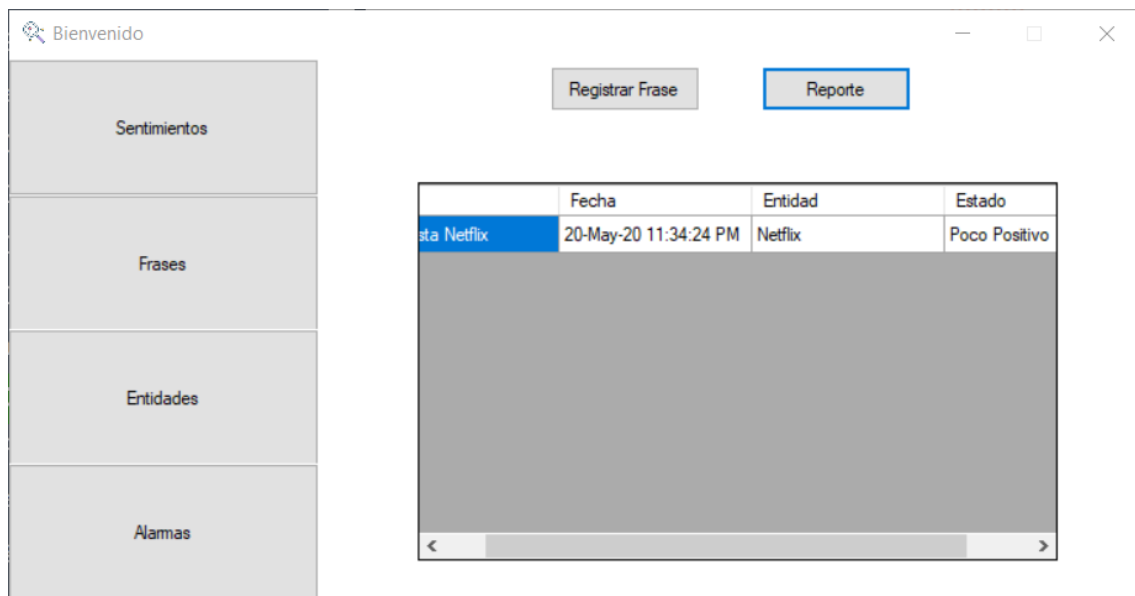 Bienvenido
Sentimientos
Frases
Entidades
Alarmas
Registrar Frase Reporte
Fecha Entidad Estado
sta Netflix 20-May-20 11:34:24 PM Netflix Poco Positivo